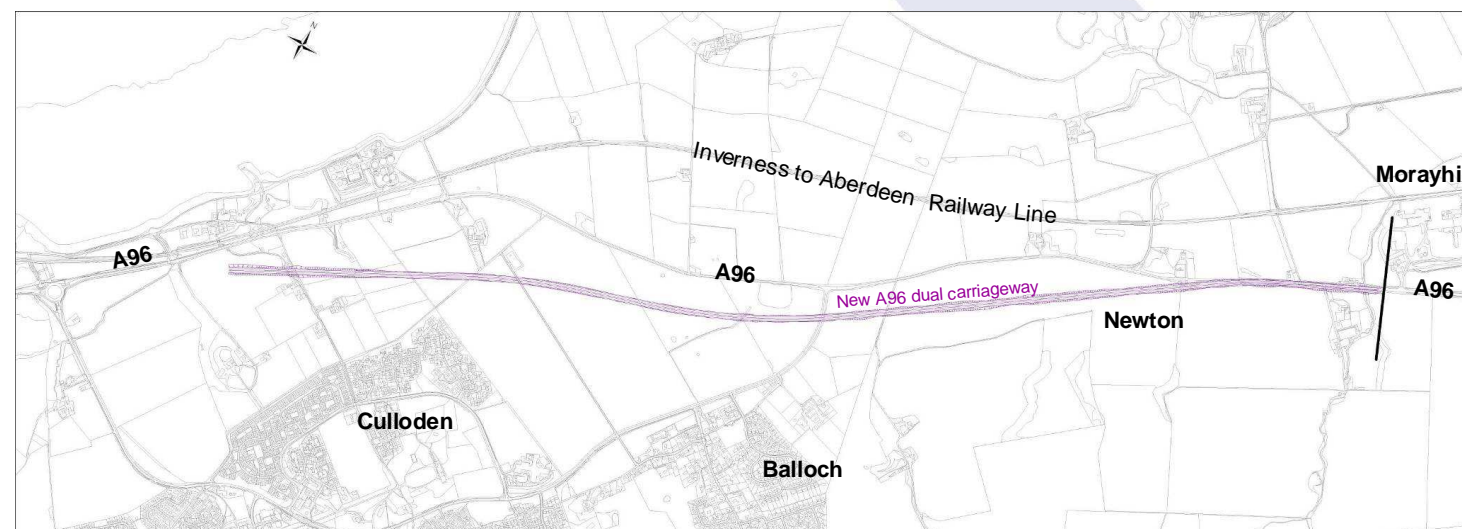 N
Inverness to Aberdeen Railway Line
Morayhi
A96
A96
New A96 dual carriageway
A96
Newton
Culloden
Balloch